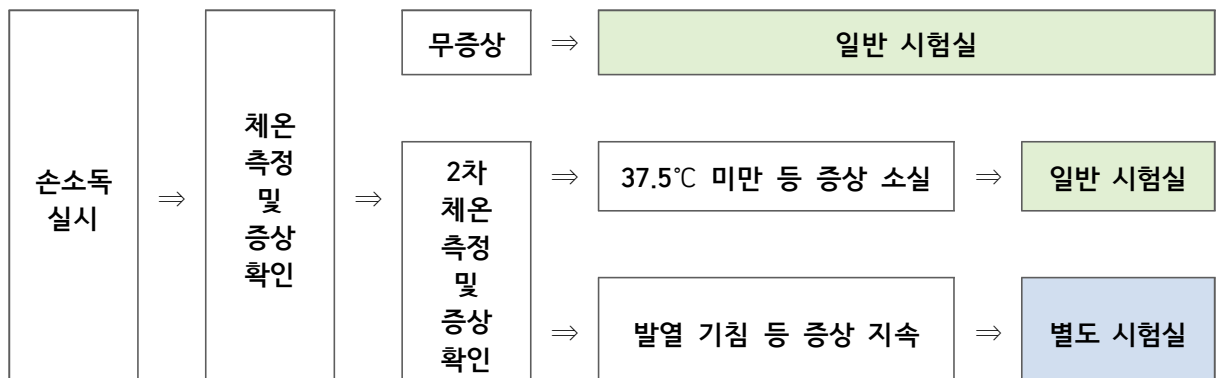 손소독
실시
⇒
체온
측정
및
증상
확인
⇒
무증상 ⇒ 일반 시험실
2차
체온
측정
및
증상
확인
⇒ 37.5℃ 미만 등 증상 소실 ⇒ 일반 시험실
⇒ 발열 기침 등 증상 지속 ⇒ 별도 시험실